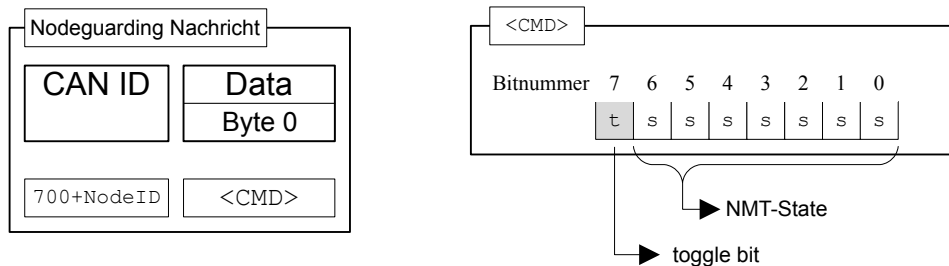 Nodeguarding Nachricht
CAN ID
Data
Byte 0
700+NodeID
<CMD>
<CMD>
Bitnummer 7 6 5 4 3 2 1 0
t s s s s s s s
NMT-State
toggle bit